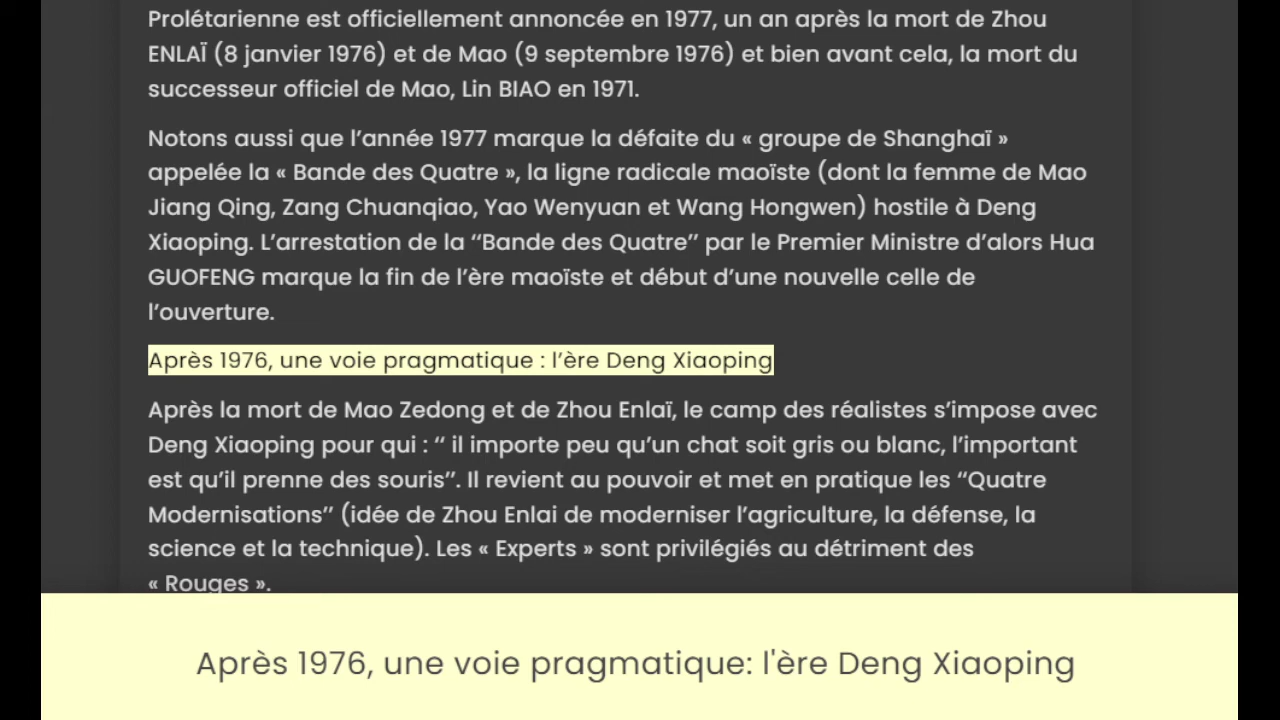 Prolétarienne est officiellement annoncée en 1977, un an après la mort de Zhou
ENLAÏ (8 janvier 1976) et de Mao (9 septembre 1976) et bien avant cela, la mort du
successeur officiel de Mao, Lin BIAO en 1971.
Notons aussi que l’année 1977 marque la défaite du « groupe de Shanghaï »
appelée la « Bande des Quatre », la ligne radicale maoïste (dont la femme de Mao
Jiang Qing, Zang Chuanqiao, Yao Wenyuan et Wang Hongwen) hostile à Deng
Xiaoping. L’arrestation de la ‘‘Bande des Quatre’’ par le Premier Ministre d’alors Hua
GUOFENG marque la fin de l’ère maoïste et début d’une nouvelle celle de
l’ouverture.
Après 1976, une voie pragmatique : l’ère Deng Xiaoping
Après la mort de Mao Zedong et de Zhou Enlaï, le camp des réalistes s’impose avec
Deng Xiaoping pour qui : ‘‘ il importe peu qu’un chat soit gris ou blanc, l’important
est qu’il prenne des souris’’. Il revient au pouvoir et met en pratique les ‘‘Quatre
Modernisations’’ (idée de Zhou Enlai de moderniser l’agriculture, la défense, la
science et la technique). Les « Experts » sont privilégiés au détriment des
« Rouges ».
Après 1976, une voie pragmatique: l'ère Deng Xiaoping